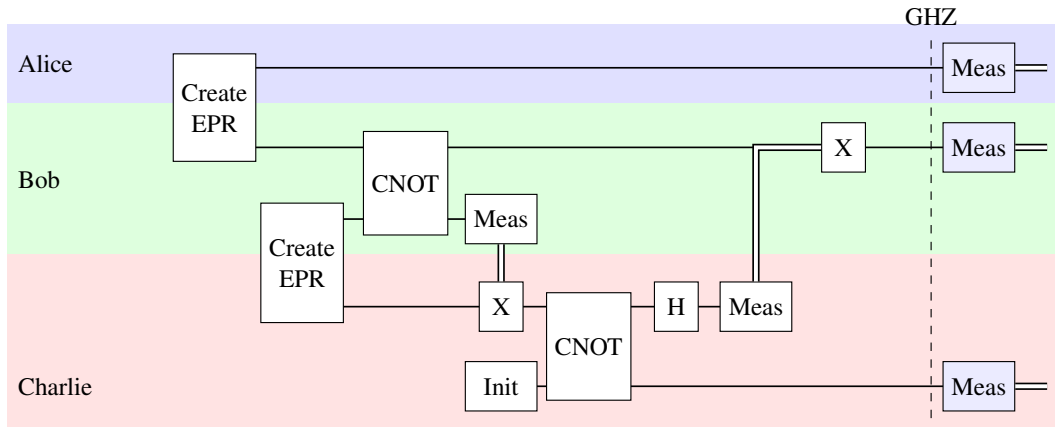 GHZ
Alice
Create
EPR
Meas
Bob
CNOT
X
Meas
Meas
Create
EPR
X
CNOT
H
Meas
Charlie
Init
Meas